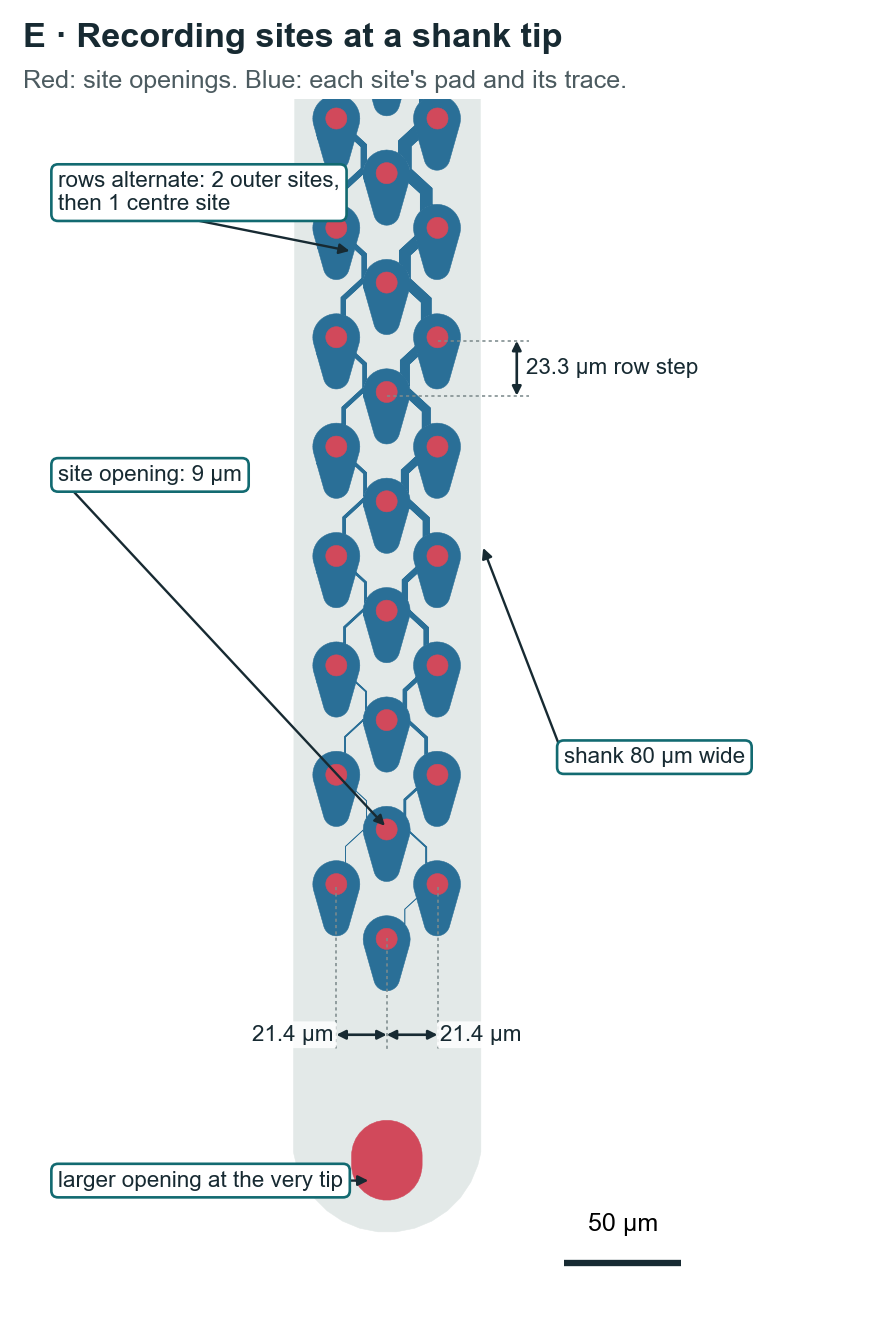 E · Recording sites at a shank tip
Red: site openings. Blue: each site's pad and its trace.
rows alternate: 2 outer sites,
then 1 centre site
23.3 µm row step
site opening: 9 µm
shank 80 µm wide
21.4 µm
21.4 µm
larger opening at the very tip
50 µm